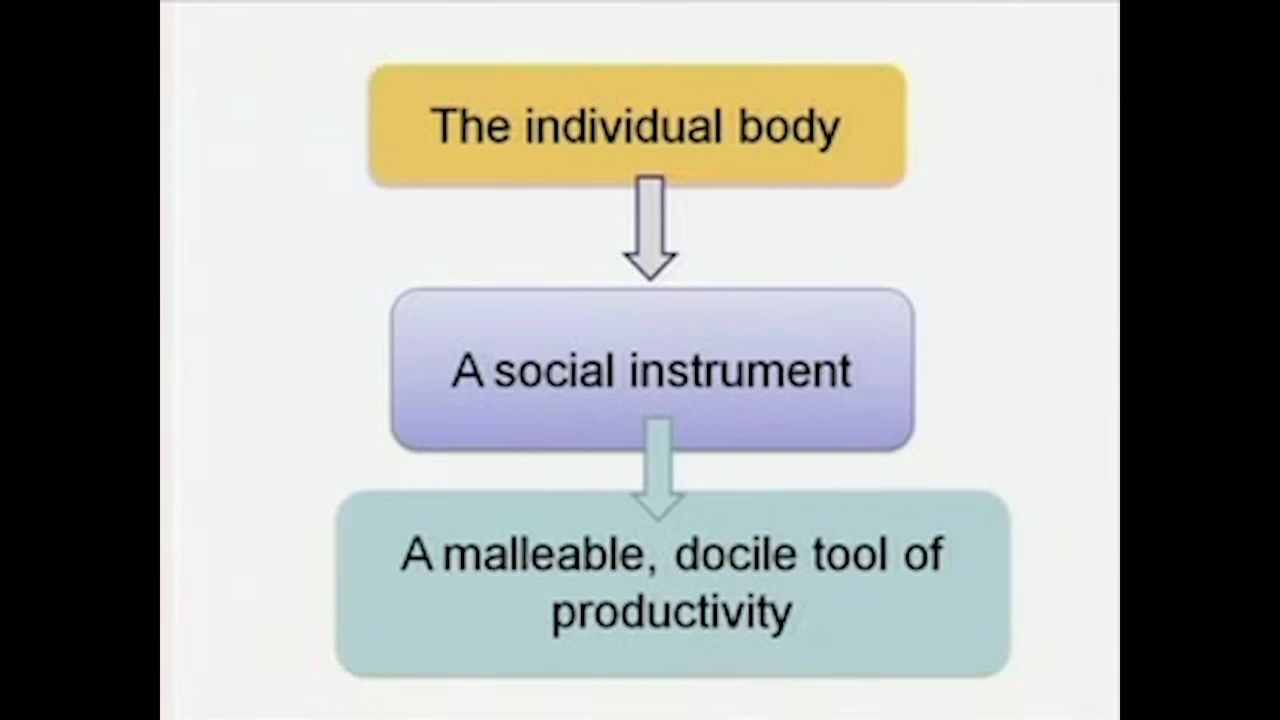 The individual body
A social instrument
A malleable, docile tool of
productivity